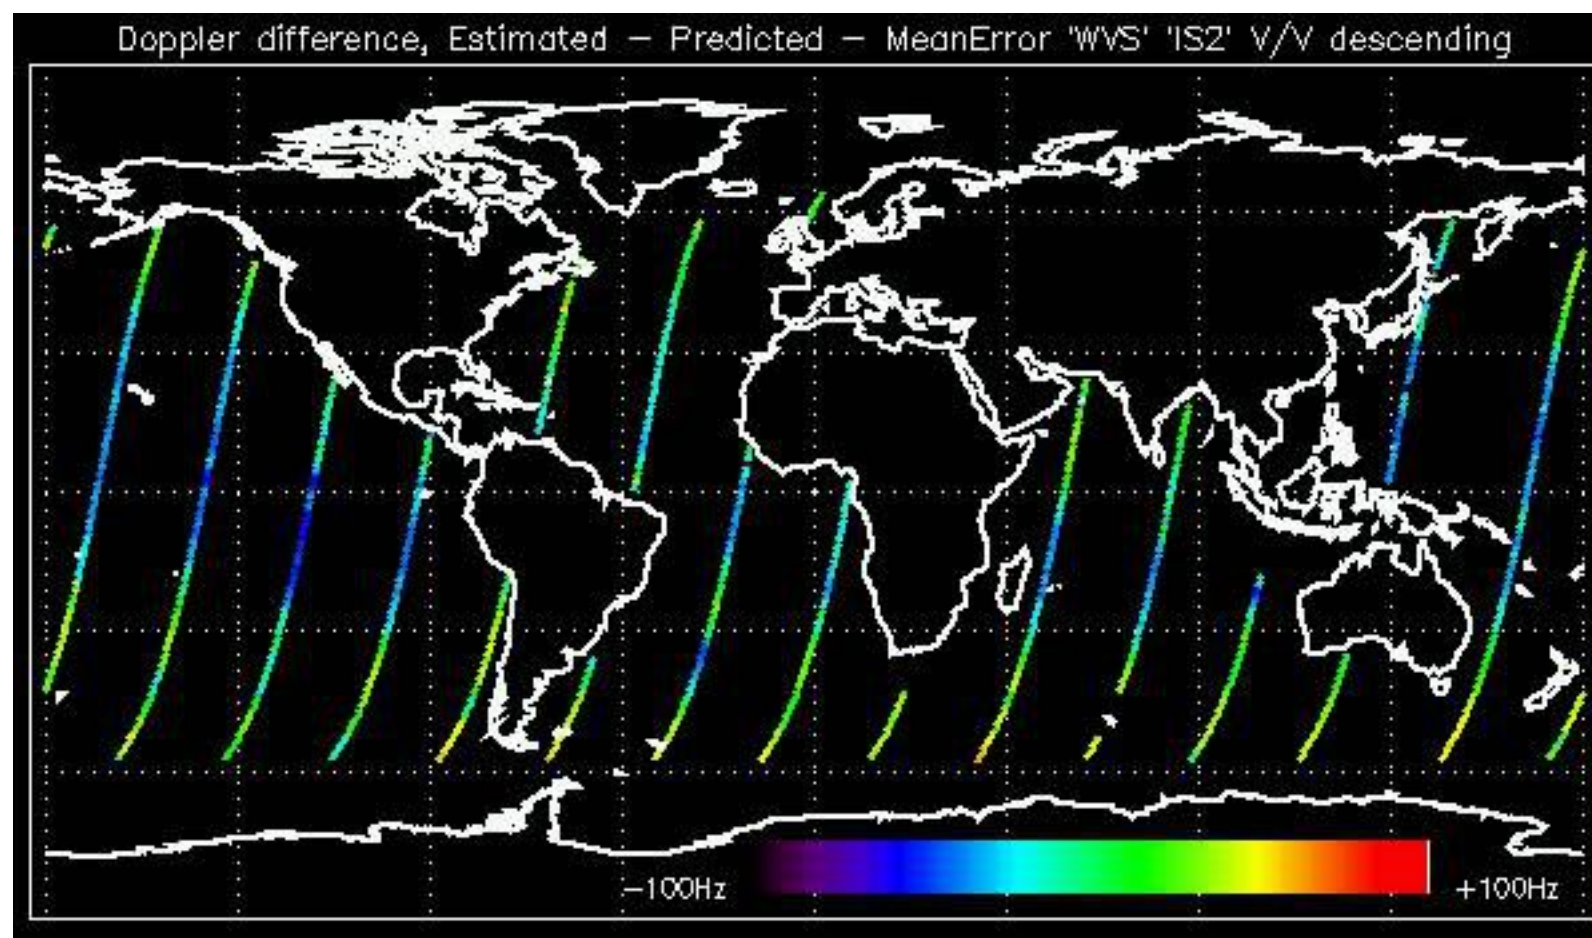 Doppler difference, Estimated – Predicted – MeanError 'WVS' 'IS2' V/V descending
–100Hz
+100Hz